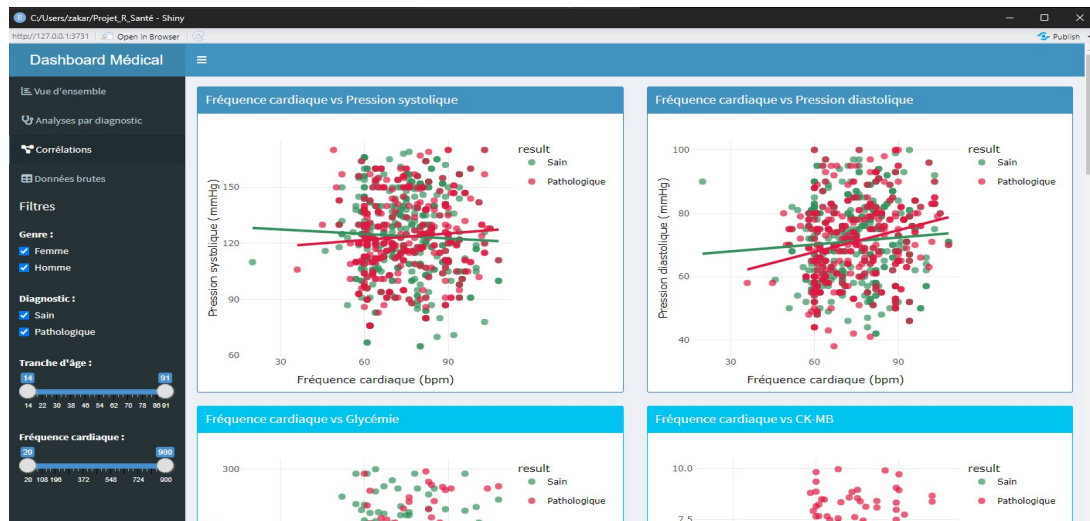 C:/Users/zakar/Projet_R_Santé - Shiny
http://127.0.0.1:3731 Open in Browser Publish
Dashboard Médical
Vue d'ensemble
Analyses par diagnostic
Corrélations
Données brutes
Filtres
Genre :
Femme
Homme
Diagnostic :
Sain
Pathologique
Tranche d'âge :
14 91
14 22 30 38 46 54 62 70 78 86 91
Fréquence cardiaque :
20 900
20 108 196 372 548 724 900
Fréquence cardiaque vs Pression systolique
Pression systolique (mmHg)
150
120
90
60
30 60 90
Fréquence cardiaque (bpm)
result
Sain
Pathologique
Fréquence cardiaque vs Pression diastolique
Pression diastolique (mmHg)
100
80
60
40
30 60 90
Fréquence cardiaque (bpm)
result
Sain
Pathologique
Fréquence cardiaque vs Glycémie
300
result
Sain
Pathologique
Fréquence cardiaque vs CK-MB
10.0
7.5
result
Sain
Pathologique